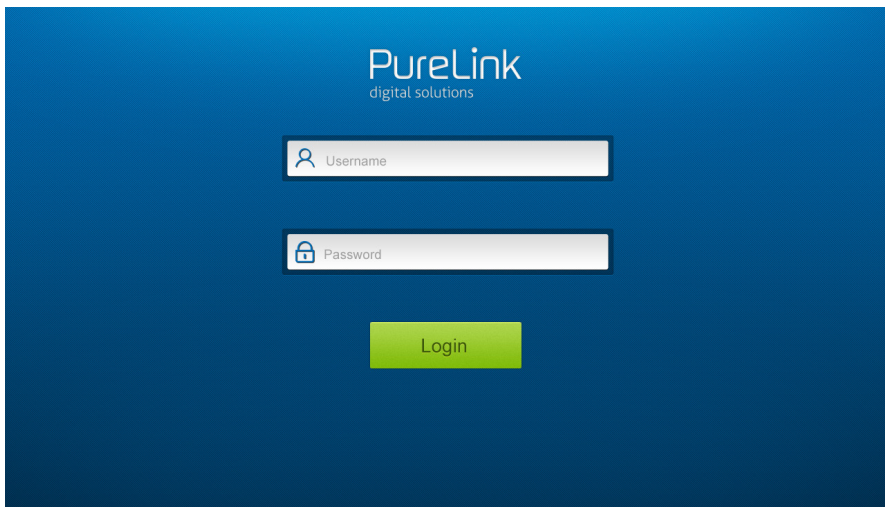 PureLink
digital solutions
Username
Password
Login